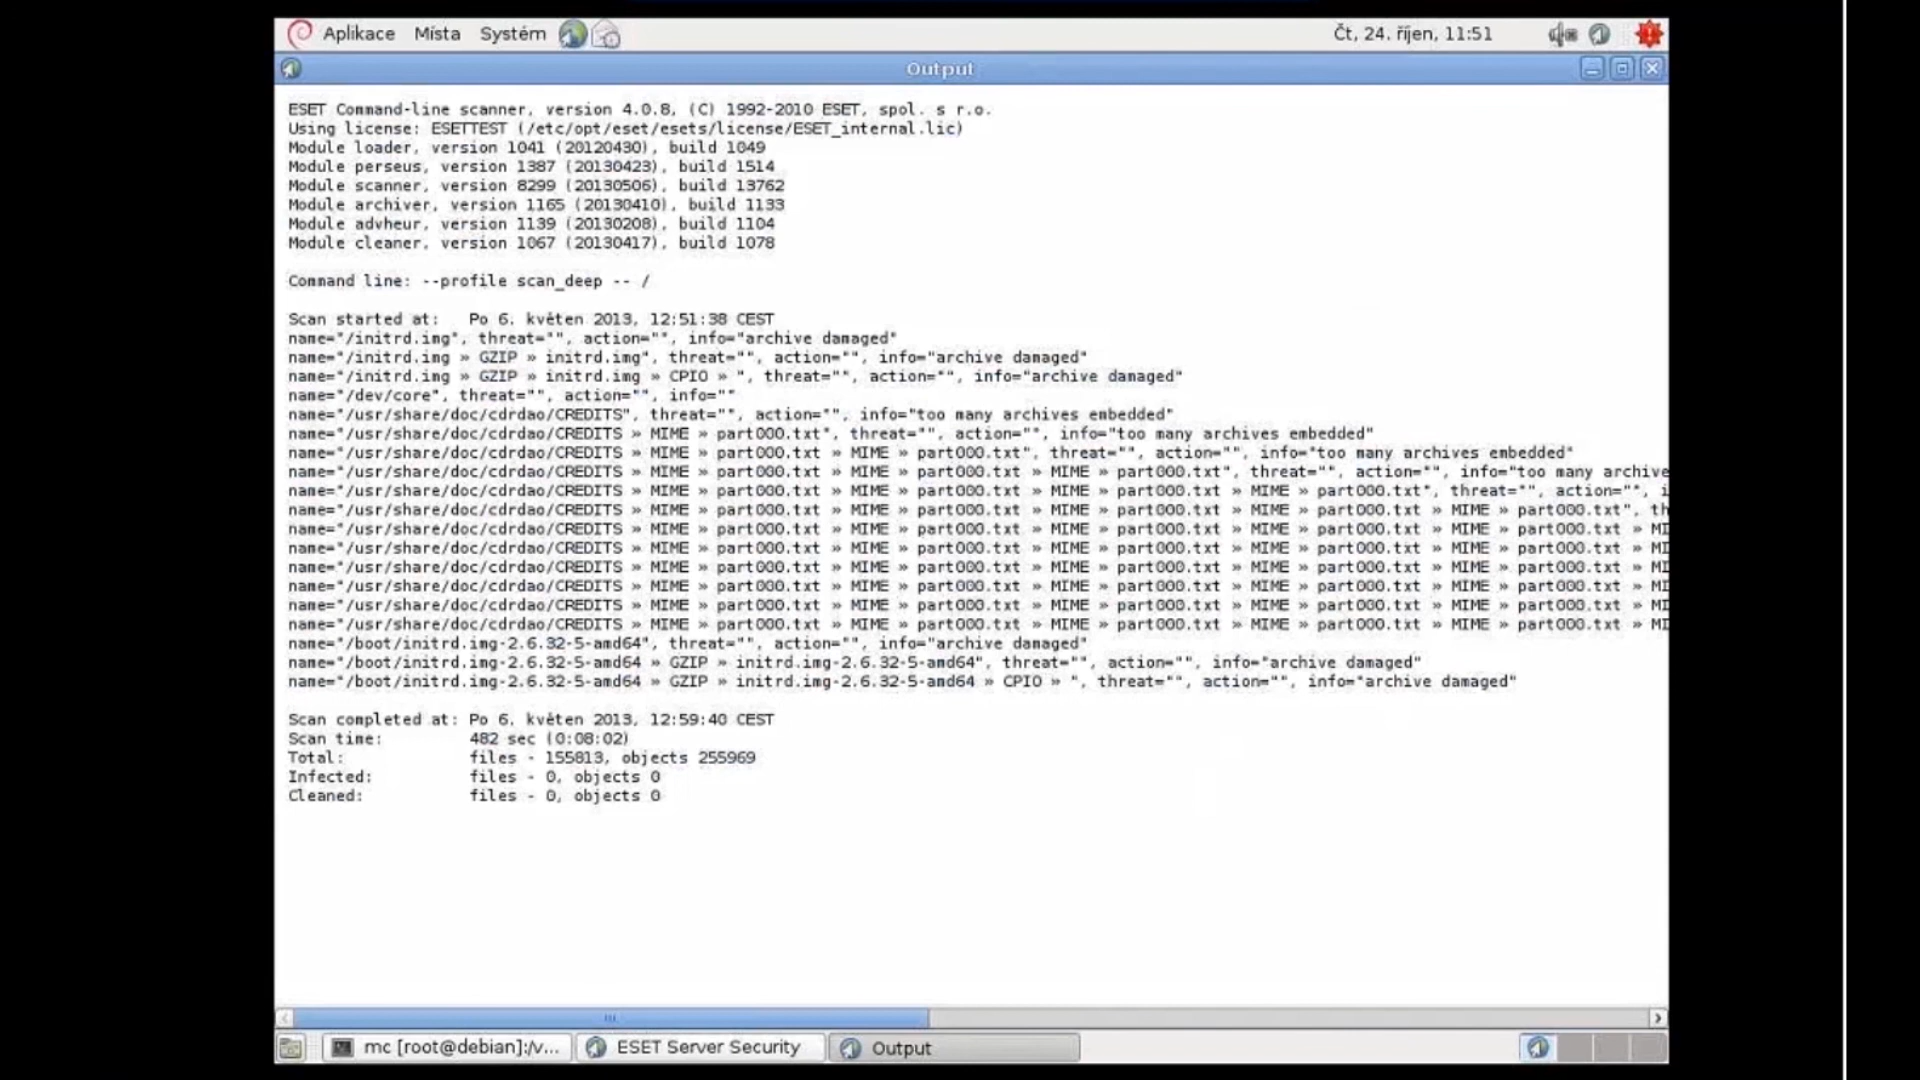 Aplikace Místa Systém Čt, 24. říjen, 11:51
Output
ESET Command-line scanner, version 4.0.8, (C) 1992-2010 ESET, spol. s r.o.
Using license: ESETTEST (/etc/opt/eset/esets/license/ESET_internal.lic)
Module loader, version 1041 (20120430), build 1049
Module perseus, version 1387 (20130423), build 1514
Module scanner, version 8299 (20130506), build 13762
Module archiver, version 1165 (20130410), build 1133
Module advheur, version 1139 (20130208), build 1104
Module cleaner, version 1067 (20130417), build 1078
Command line: --profile scan_deep -- /
Scan started at: Po 6. květen 2013, 12:51:38 CEST
name="/initrd.img", threat="", action="", info="archive damaged"
name="/initrd.img » GZIP » initrd.img", threat="", action="", info="archive damaged"
name="/initrd.img » GZIP » initrd.img » CPIO » ", threat="", action="", info="archive damaged"
name="/dev/core", threat="", action="", info=""
name="/usr/share/doc/cdrdao/CREDITS", threat="", action="", info="too many archives embedded"
name="/usr/share/doc/cdrdao/CREDITS » MIME » part000.txt", threat="", action="", info="too many archives embedded"
name="/usr/share/doc/cdrdao/CREDITS » MIME » part000.txt » MIME » part000.txt", threat="", action="", info="too many archives embedded"
name="/usr/share/doc/cdrdao/CREDITS » MIME » part000.txt » MIME » part000.txt » MIME » part000.txt", threat="", action="", info="too many archive
name="/usr/share/doc/cdrdao/CREDITS » MIME » part000.txt » MIME » part000.txt » MIME » part000.txt » MIME » part000.txt", threat="", action="", i
name="/usr/share/doc/cdrdao/CREDITS » MIME » part000.txt » MIME » part000.txt » MIME » part000.txt » MIME » part000.txt » MIME » part000.txt", th
name="/usr/share/doc/cdrdao/CREDITS » MIME » part000.txt » MIME » part000.txt » MIME » part000.txt » MIME » part000.txt » MIME » part000.txt » MI
name="/usr/share/doc/cdrdao/CREDITS » MIME » part000.txt » MIME » part000.txt » MIME » part000.txt » MIME » part000.txt » MIME » part000.txt » MI
name="/usr/share/doc/cdrdao/CREDITS » MIME » part000.txt » MIME » part000.txt » MIME » part000.txt » MIME » part000.txt » MIME » part000.txt » MI
name="/usr/share/doc/cdrdao/CREDITS » MIME » part000.txt » MIME » part000.txt » MIME » part000.txt » MIME » part000.txt » MIME » part000.txt » MI
name="/usr/share/doc/cdrdao/CREDITS » MIME » part000.txt » MIME » part000.txt » MIME » part000.txt » MIME » part000.txt » MIME » part000.txt » MI
name="/usr/share/doc/cdrdao/CREDITS » MIME » part000.txt » MIME » part000.txt » MIME » part000.txt » MIME » part000.txt » MIME » part000.txt » MI
name="/boot/initrd.img-2.6.32-5-amd64", threat="", action="", info="archive damaged"
name="/boot/initrd.img-2.6.32-5-amd64 » GZIP » initrd.img-2.6.32-5-amd64", threat="", action="", info="archive damaged"
name="/boot/initrd.img-2.6.32-5-amd64 » GZIP » initrd.img-2.6.32-5-amd64 » CPIO » ", threat="", action="", info="archive damaged"
Scan completed at: Po 6. květen 2013, 12:59:40 CEST
Scan time: 482 sec (0:08:02)
Total: files - 155813, objects 255969
Infected: files - 0, objects 0
Cleaned: files - 0, objects 0
mc [root@debian]:/v... ESET Server Security Output